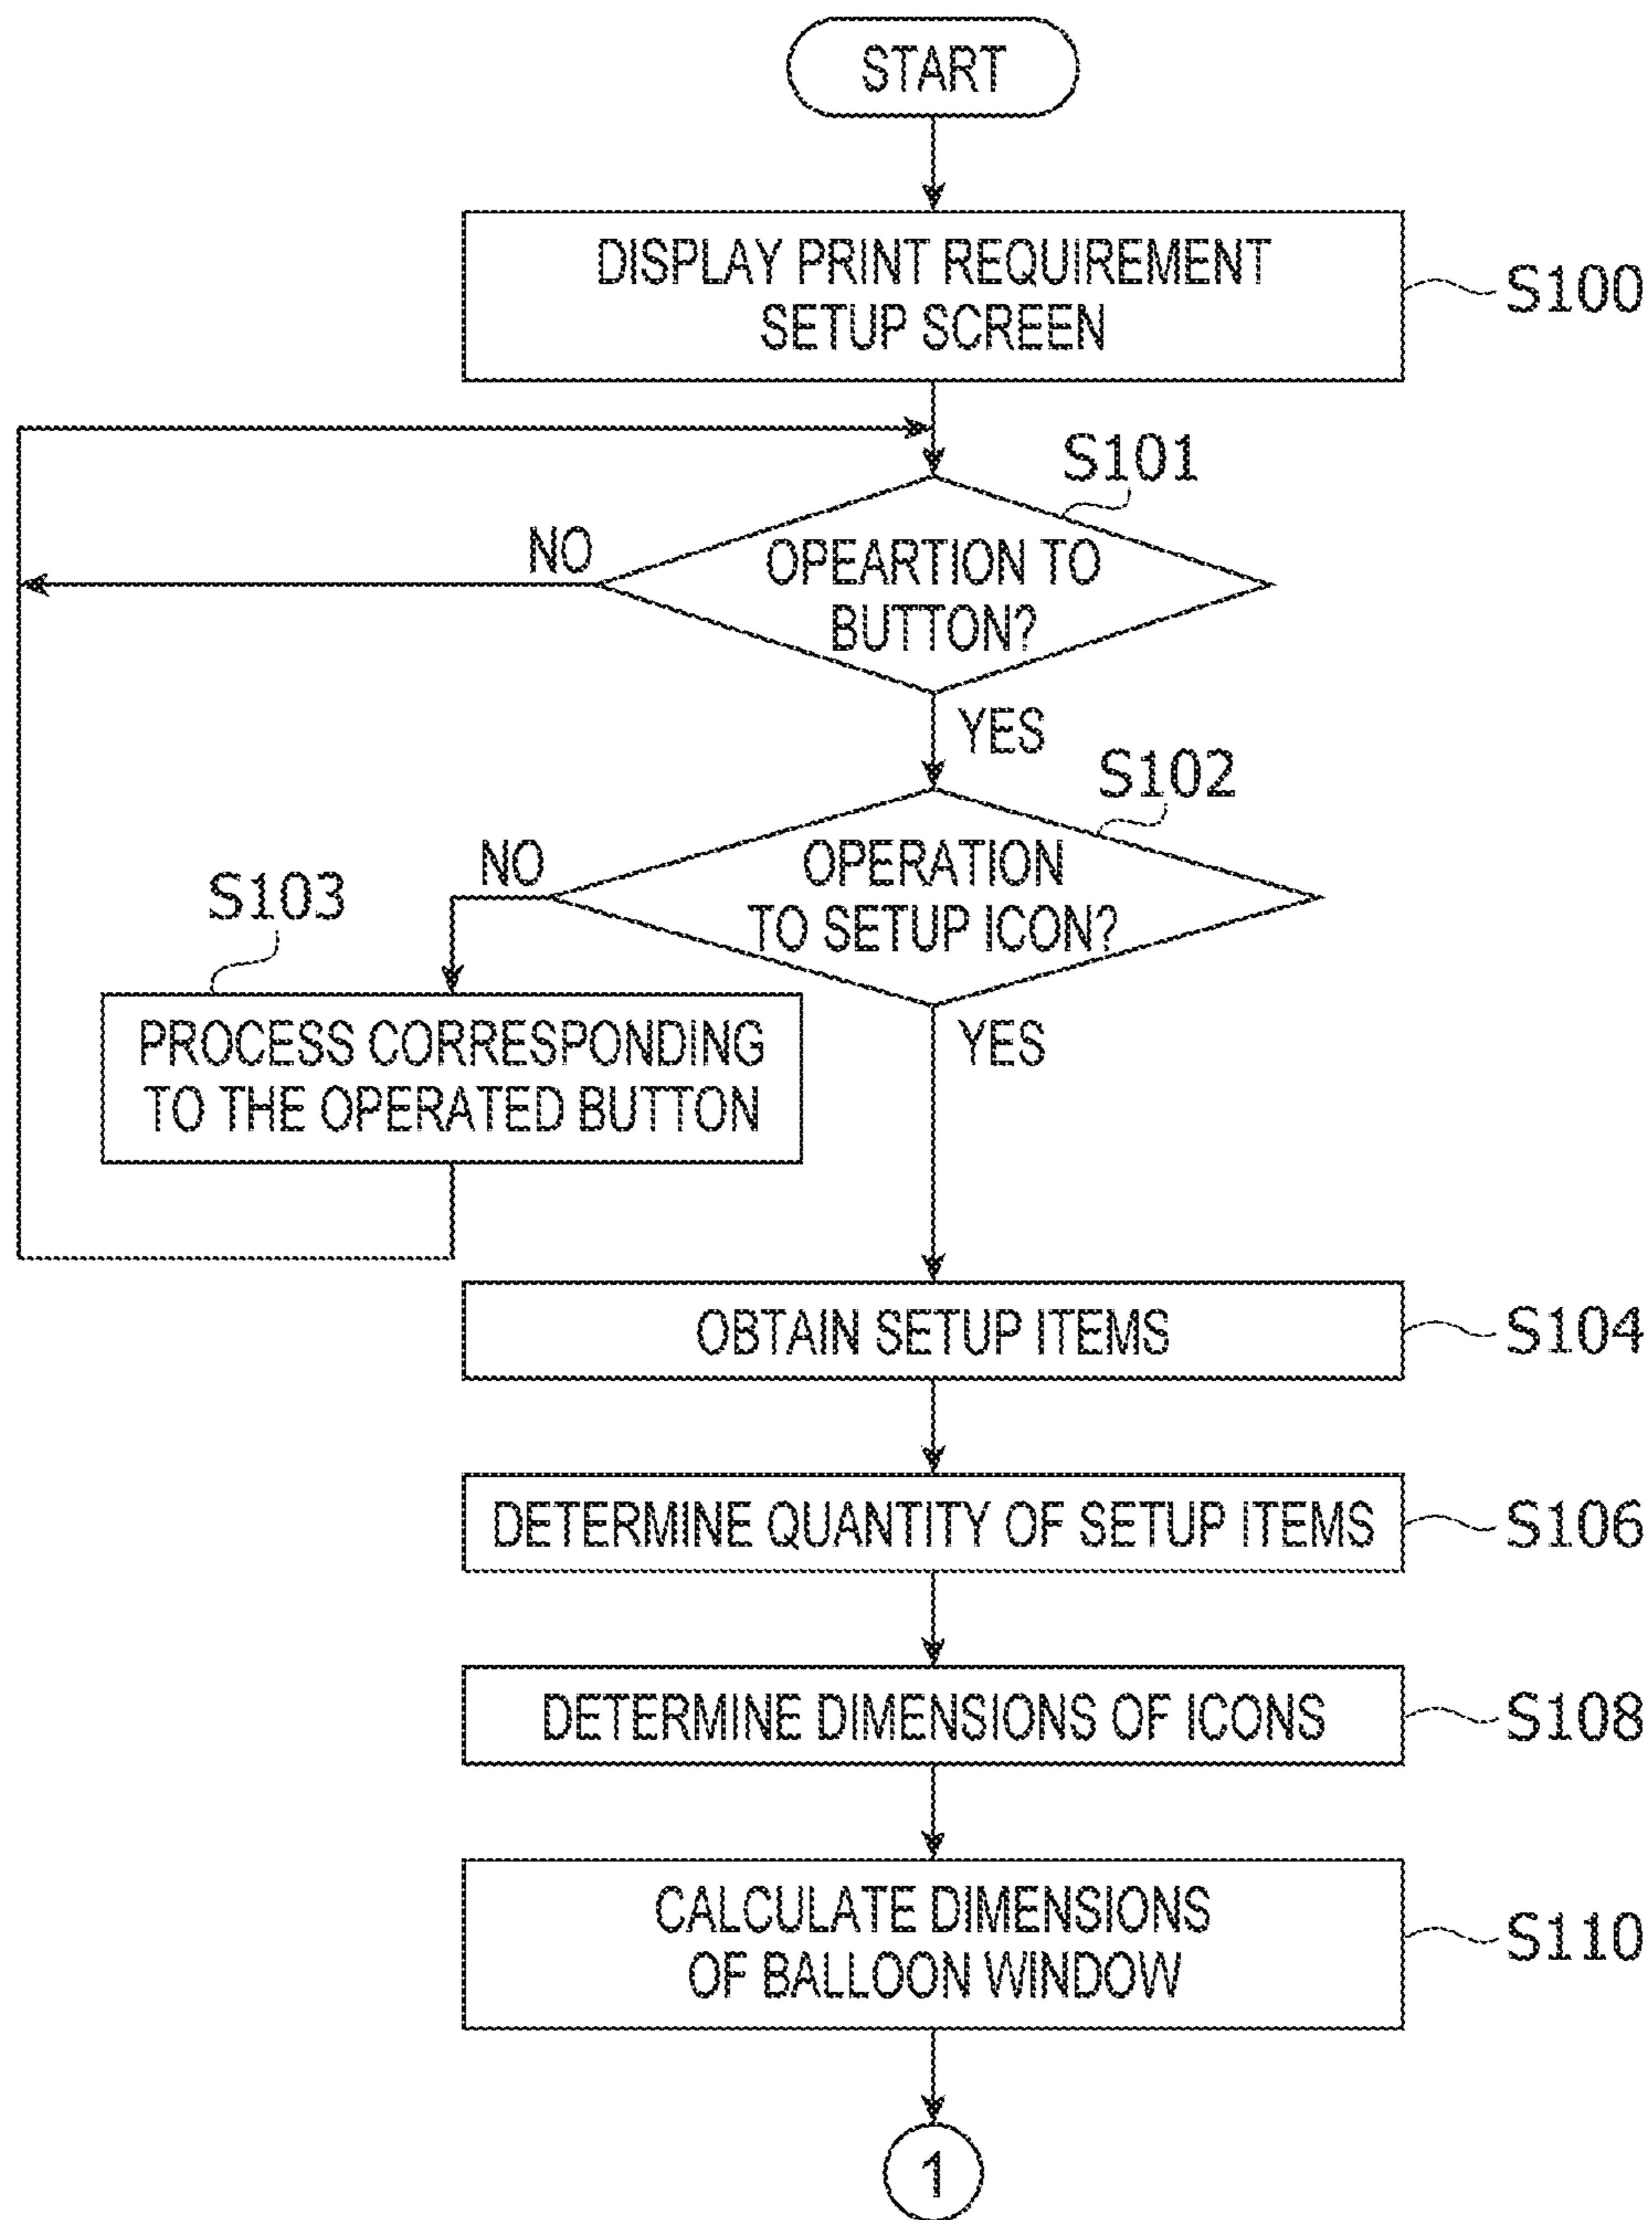 START
DISPLAY PRINT REQUIREMENT
SETUP SCREEN
S100
S101
NO
OPEARTION TO
BUTTON?
YES
S102
NO
OPERATION
TO SETUP ICON?
S103
YES
PROCESS CORRESPONDING
TO THE OPERATED BUTTON
OBTAIN SETUP ITEMS
S104
DETERMINE QUANTITY OF SETUP ITEMS
S106
DETERMINE DIMENSIONS OF ICONS
S108
CALCULATE DIMENSIONS
OF BALLOON WINDOW
S110
1